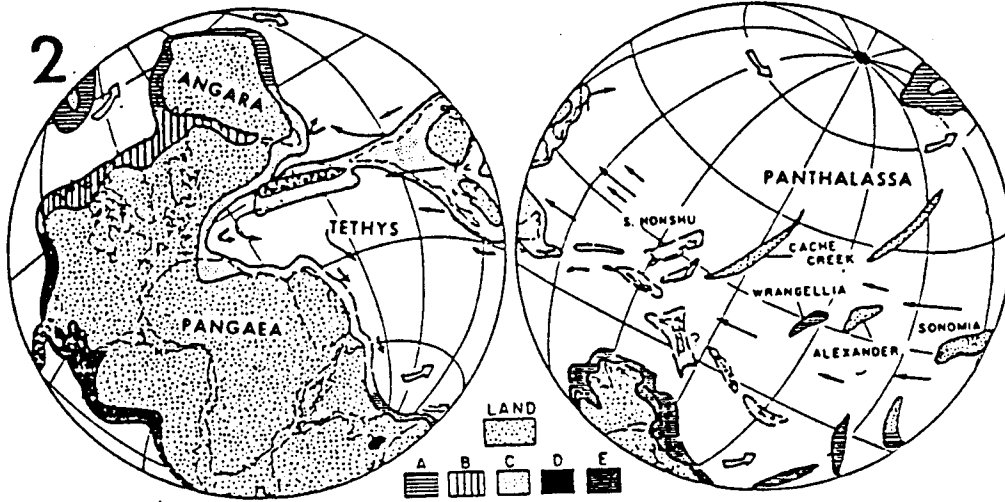 2
ANGARA
TETHYS
PANGAEA
PANTHALASSA
S. HONSHU
CACHE
CREEK
WRANGELLIA
SONOMIA
ALEXANDER
LAND
A B C D E